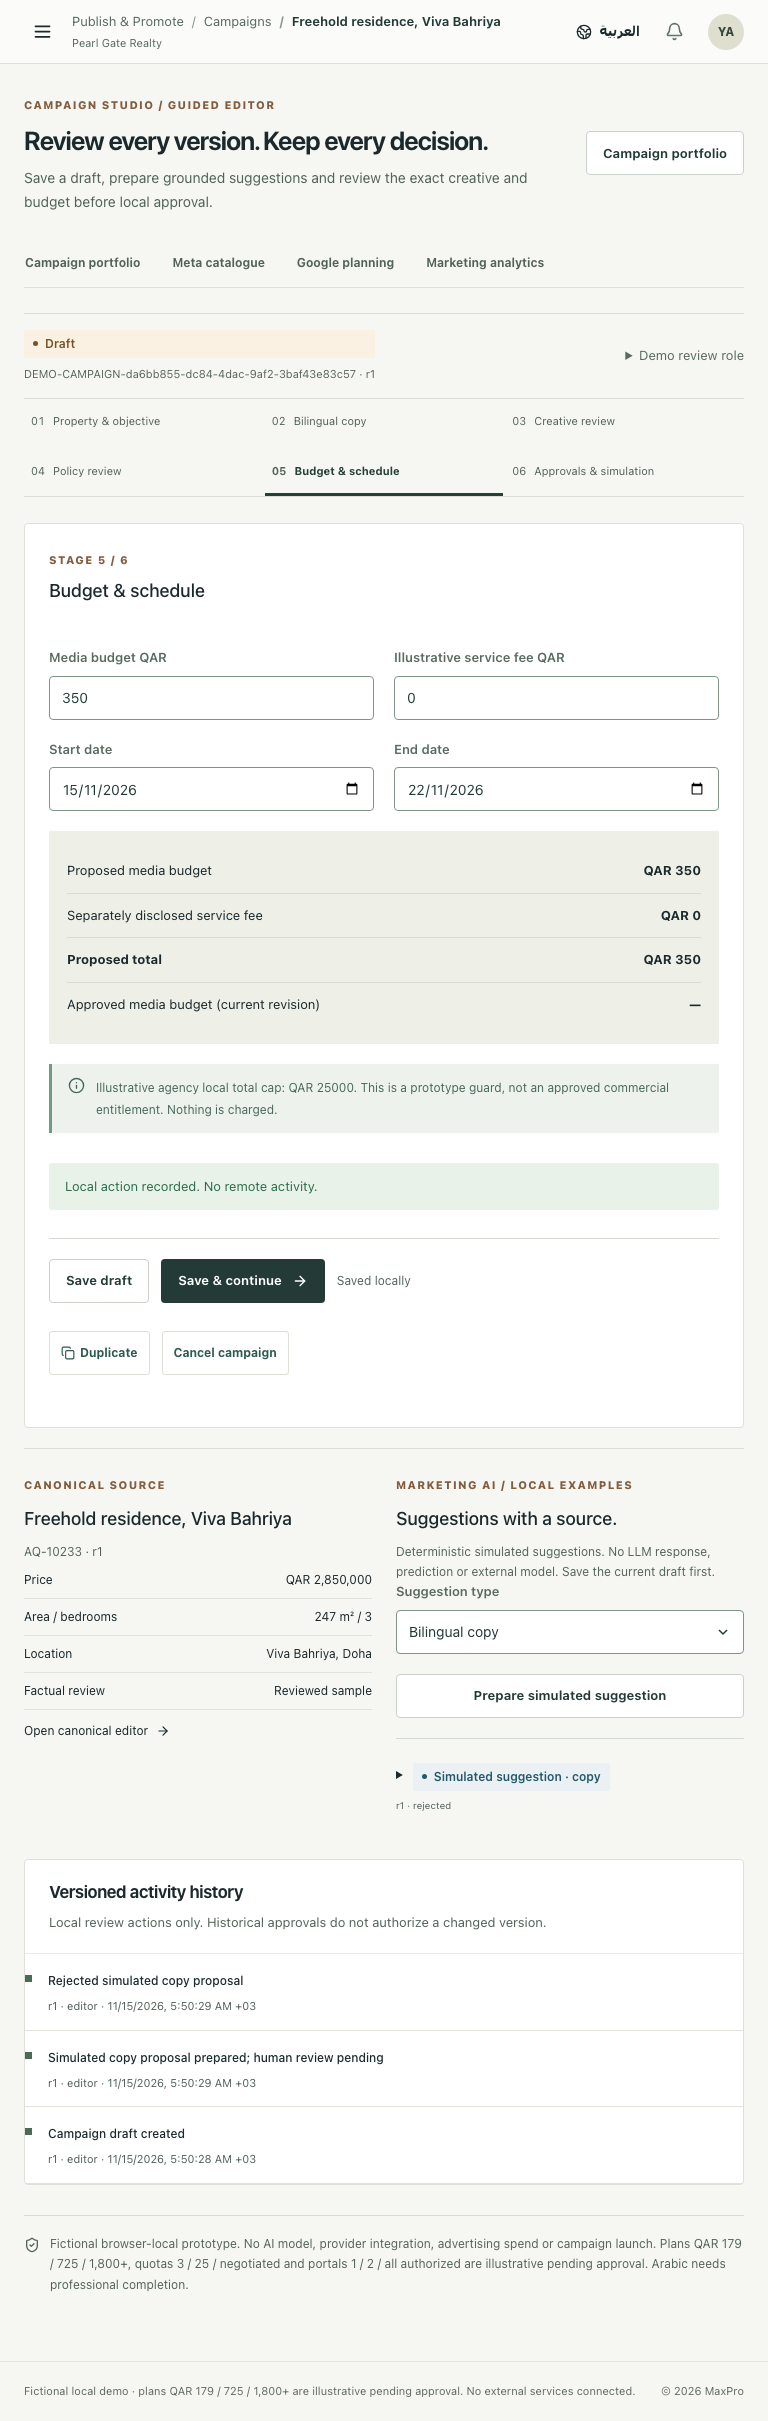 Publish & Promote / Campaigns / Freehold residence, Viva Bahriya
Pearl Gate Realty
العربية
YA
CAMPAIGN STUDIO / GUIDED EDITOR
Review every version. Keep every decision.
Save a draft, prepare grounded suggestions and review the exact creative and
budget before local approval.
Campaign portfolio
Campaign portfolio
Meta catalogue
Google planning
Marketing analytics
Draft
DEMO-CAMPAIGN-da6bb855-dc84-4dac-9af2-3baf43e83c57 · r1
Demo review role
01 Property & objective
02 Bilingual copy
03 Creative review
04 Policy review
05 Budget & schedule
06 Approvals & simulation
STAGE 5 / 6
Budget & schedule
Media budget QAR
Illustrative service fee QAR
350
0
Start date
End date
15/11/2026
22/11/2026
Proposed media budget QAR 350
Separately disclosed service fee QAR 0
Proposed total QAR 350
Approved media budget (current revision) —
Illustrative agency local total cap: QAR 25000. This is a prototype guard, not an approved commercial
entitlement. Nothing is charged.
Local action recorded. No remote activity.
Save draft
Save & continue
Saved locally
Duplicate
Cancel campaign
CANONICAL SOURCE
Freehold residence, Viva Bahriya
AQ-10233 · r1
Price QAR 2,850,000
Area / bedrooms 247 m² / 3
Location Viva Bahriya, Doha
Factual review Reviewed sample
Open canonical editor
MARKETING AI / LOCAL EXAMPLES
Suggestions with a source.
Deterministic simulated suggestions. No LLM response,
prediction or external model. Save the current draft first.
Suggestion type
Bilingual copy
Prepare simulated suggestion
Simulated suggestion · copy
r1 · rejected
Versioned activity history
Local review actions only. Historical approvals do not authorize a changed version.
Rejected simulated copy proposal
r1 · editor · 11/15/2026, 5:50:29 AM +03
Simulated copy proposal prepared; human review pending
r1 · editor · 11/15/2026, 5:50:29 AM +03
Campaign draft created
r1 · editor · 11/15/2026, 5:50:28 AM +03
Fictional browser-local prototype. No AI model, provider integration, advertising spend or campaign launch. Plans QAR 179
/ 725 / 1,800+, quotas 3 / 25 / negotiated and portals 1 / 2 / all authorized are illustrative pending approval. Arabic needs
professional completion.
Fictional local demo · plans QAR 179 / 725 / 1,800+ are illustrative pending approval. No external services connected.
© 2026 MaxPro